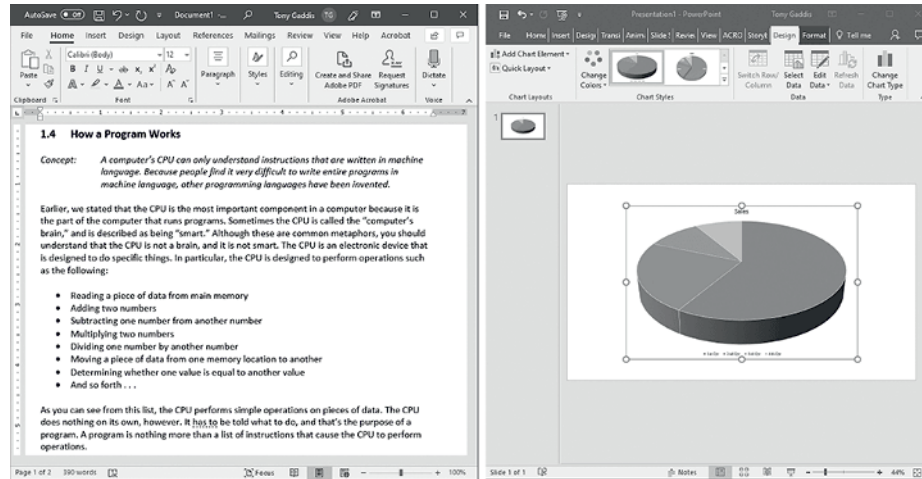 AutoSave Off Document1 -... Tony Gaddis TG
File Home Insert Design Layout References Mailings Review View Help Acrobat
Paste
Calibri (Body) 12
B I U ab x₂ x²
A A Aa A A
Paragraph Styles Editing Create and Share Adobe PDF Request Signatures Dictate
Clipboard Font Adobe Acrobat Voice
1.4 How a Program Works
Concept: A computer's CPU can only understand instructions that are written in machine
language. Because people find it very difficult to write entire programs in
machine language, other programming languages have been invented.
Earlier, we stated that the CPU is the most important component in a computer because it is
the part of the computer that runs programs. Sometimes the CPU is called the "computer's
brain," and is described as being "smart." Although these are common metaphors, you should
understand that the CPU is not a brain, and it is not smart. The CPU is an electronic device that
is designed to do specific things. In particular, the CPU is designed to perform operations such
as the following:
• Reading a piece of data from main memory
• Adding two numbers
• Subtracting one number from another number
• Multiplying two numbers
• Dividing one number by another number
• Moving a piece of data from one memory location to another
• Determining whether one value is equal to another value
• And so forth . . .
As you can see from this list, the CPU performs simple operations on pieces of data. The CPU
does nothing on its own, however. It has to be told what to do, and that's the purpose of a
program. A program is nothing more than a list of instructions that cause the CPU to perform
operations.
Page 1 of 2 390 words Focus 100%
Presentation1 - PowerPoint Tony Gaddis
File Home Insert Desig Transi Anim. Slide! Revie. View ACRO Storyl Design Format Tell me
Add Chart Element
Quick Layout
Change Colors
Switch Row/ Column Select Data Edit Data Refresh Data Change Chart Type
Chart Layouts Chart Styles Data Type
1
Sales
Slide 1 of 1 Notes 44%